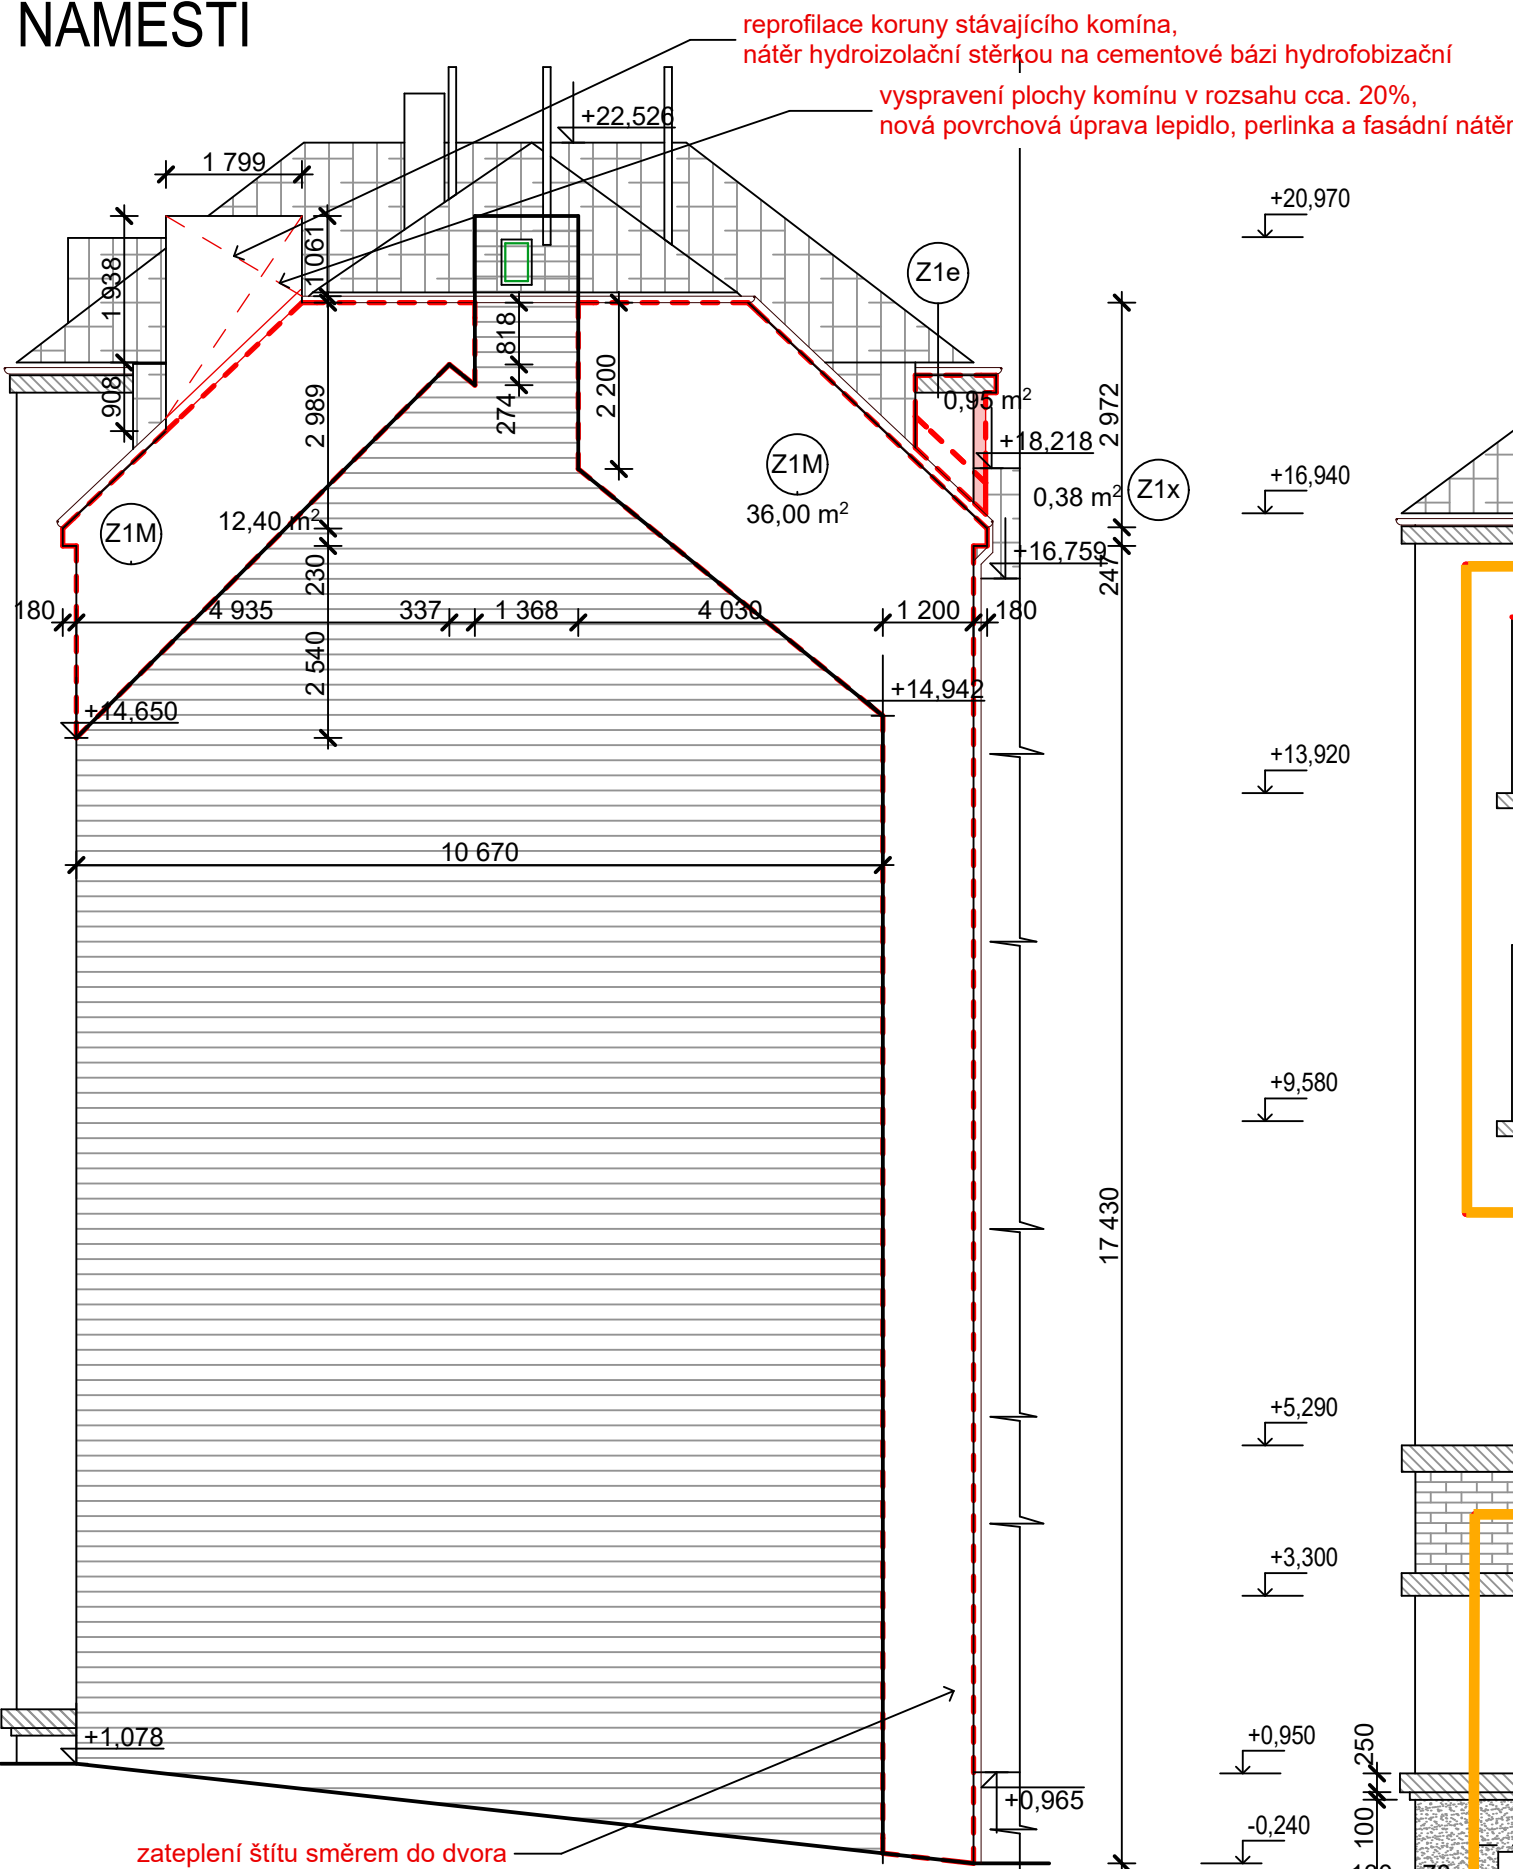 NAMESTI
reprofilace koruny stávajícího komína,
nátěr hydroizolační stěrkou na cementové bázi hydrofobizační
vyspravení plochy komínu v rozsahu cca. 20%,
nová povrchová úprava lepidlo, perlinka a fasádní nátěr
+22,526
1 799
+20,970
1 061
1 938
Z1e
818
2 200
908
274
2 989
0,95 m²
2 972
+18,218
Z1M
36,00 m²
+16,940
0,38 m²
Z1x
Z1M
12,40 m²
+16,759
247
230
180
4 935
337
1 368
4 030
1 200
180
2 540
+14,942
+14,650
+13,920
10 670
+9,580
17 430
+5,290
+3,300
+1,078
+0,950
250
+0,965
-0,240
100
zateplení štítu směrem do dvora